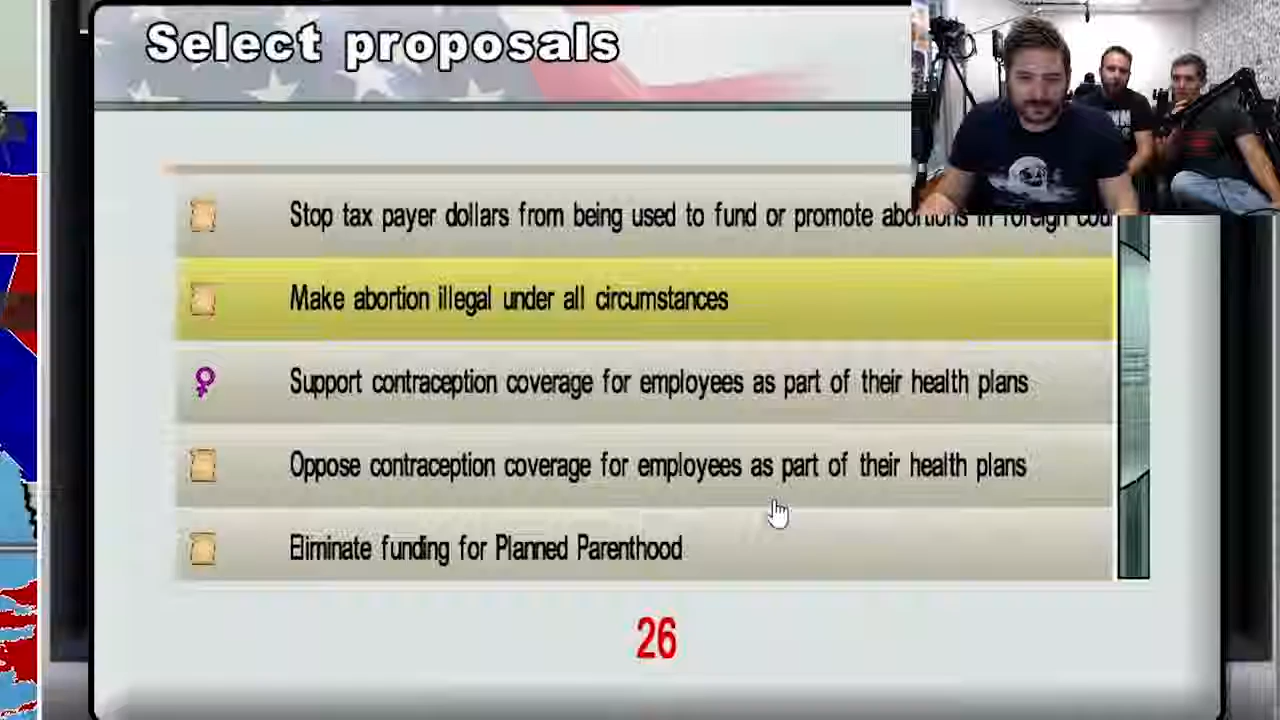 Select proposals
Stop tax payer dollars from being used to fund or promote abortions in foreign cou
Make abortion illegal under all circumstances
Support contraception coverage for employees as part of their health plans
Oppose contraception coverage for employees as part of their health plans
Eliminate funding for Planned Parenthood
26